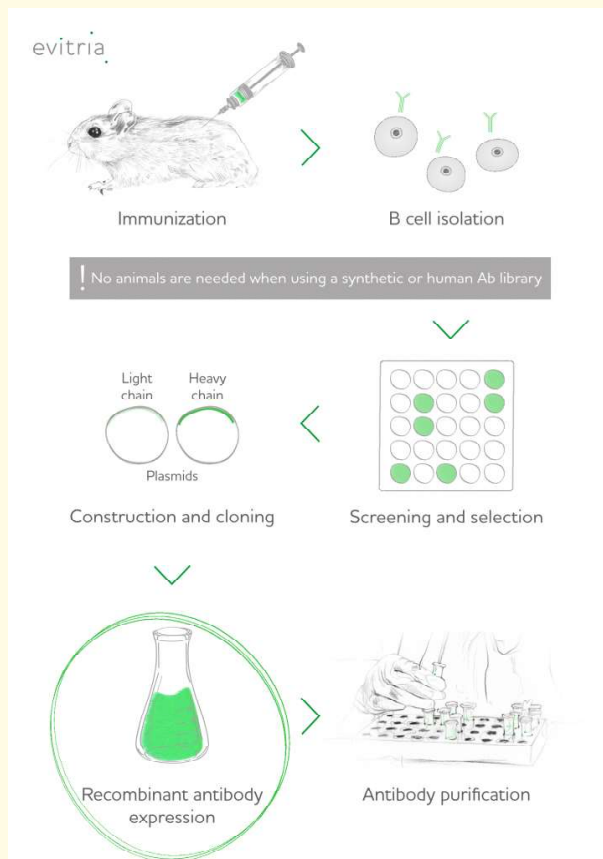 evitria
Immunization
B cell isolation
! No animals are needed when using a synthetic or human Ab library
Light
chain
Heavy
chain
Plasmids
Construction and cloning
Screening and selection
Recombinant antibody
expression
Antibody purification